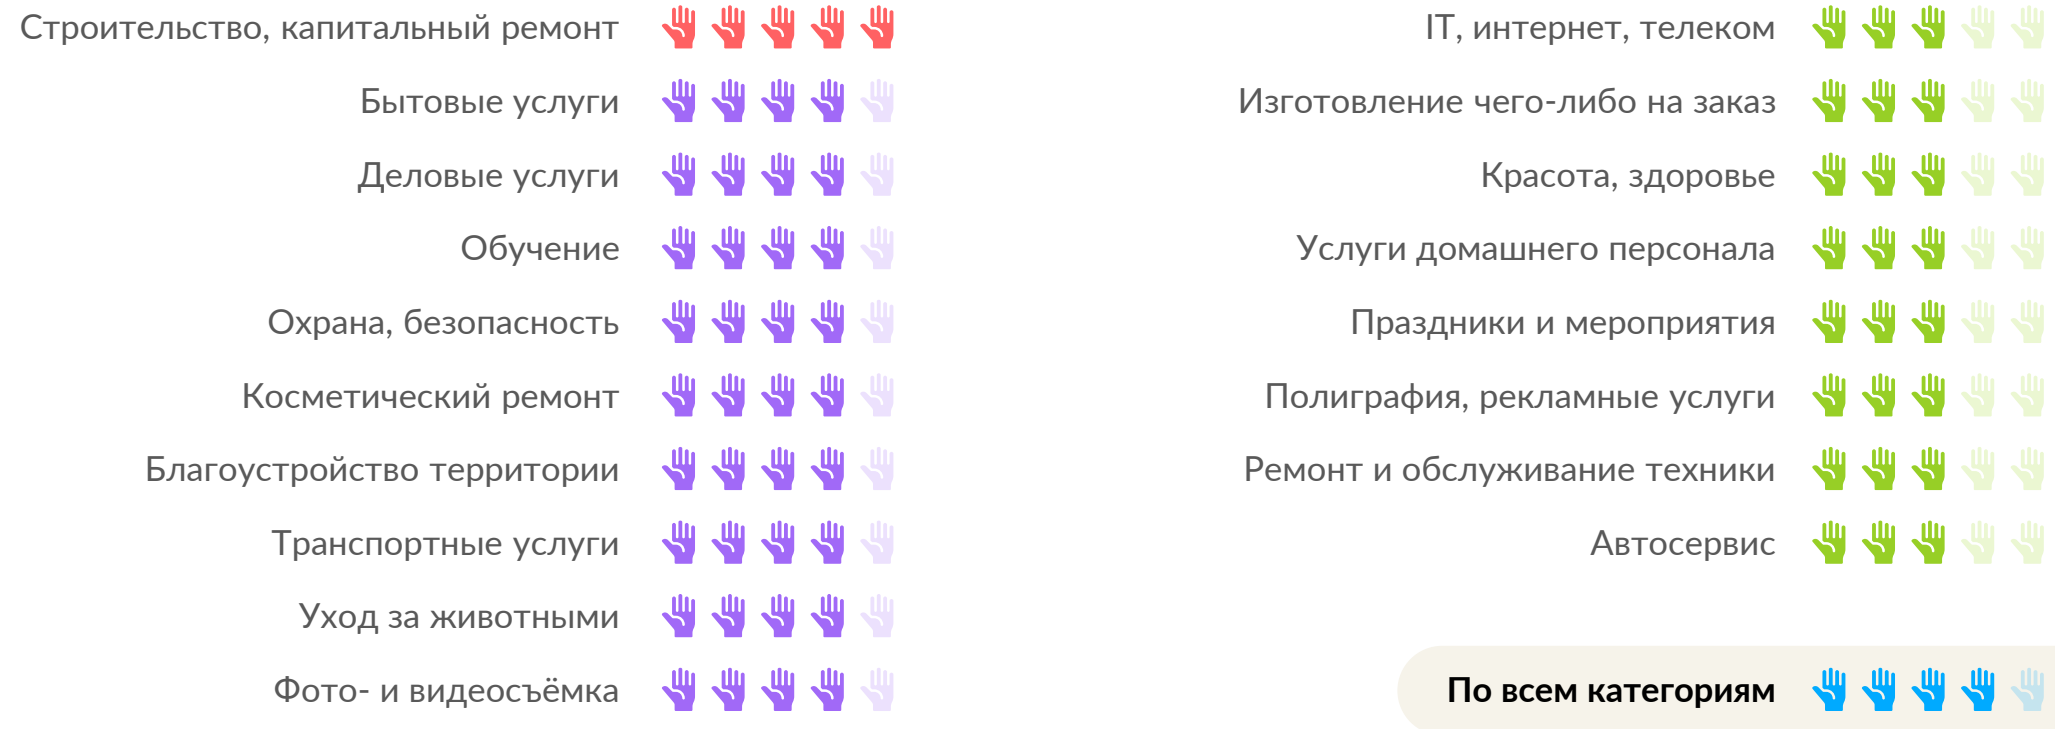 Строительство, капитальный ремонт
Бытовые услуги
Деловые услуги
Обучение
Охрана, безопасность
Косметический ремонт
Благоустройство территории
Транспортные услуги
Уход за животными
Фото- и видеосъёмка
IT, интернет, телеком
Изготовление чего-либо на заказ
Красота, здоровье
Услуги домашнего персонала
Праздники и мероприятия
Полиграфия, рекламные услуги
Ремонт и обслуживание техники
Автосервис
По всем категориям